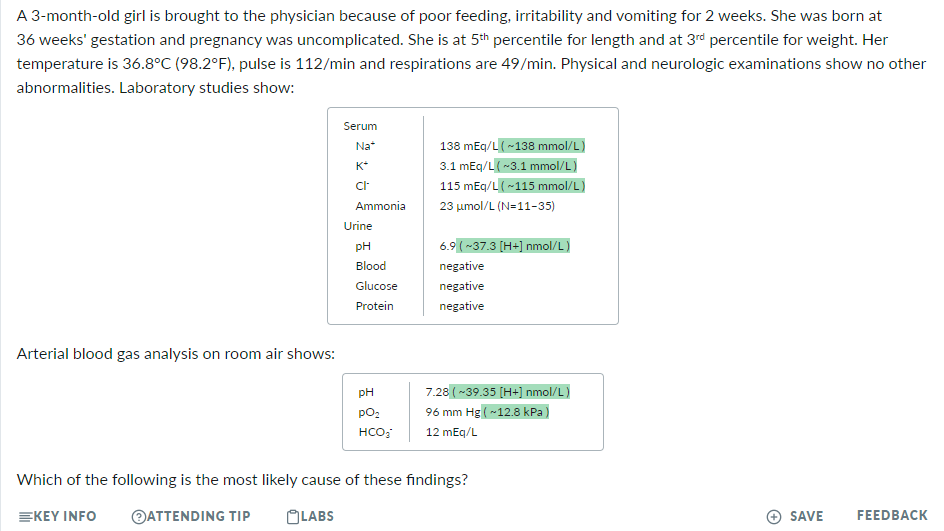 A 3-month-old girl is brought to the physician because of poor feeding, irritability and vomiting for 2 weeks. She was born at
36 weeks' gestation and pregnancy was uncomplicated. She is at 5th percentile for length and at 3rd percentile for weight. Her
temperature is 36.8°C (98.2°F), pulse is 112/min and respirations are 49/min. Physical and neurologic examinations show no other
abnormalities. Laboratory studies show:
Serum
Na⁺ 138 mEq/L ( ~138 mmol/L )
K⁺ 3.1 mEq/L ( ~3.1 mmol/L )
Cl⁻ 115 mEq/L ( ~115 mmol/L )
Ammonia 23 μmol/L (N=11–35)
Urine
pH 6.9 ( ~37.3 [H+] nmol/L )
Blood negative
Glucose negative
Protein negative
Arterial blood gas analysis on room air shows:
pH 7.28 ( ~39.35 [H+] nmol/L )
pO₂ 96 mm Hg ( ~12.8 kPa )
HCO₃⁻ 12 mEq/L
Which of the following is the most likely cause of these findings?
KEY INFO ATTENDING TIP LABS SAVE FEEDBACK